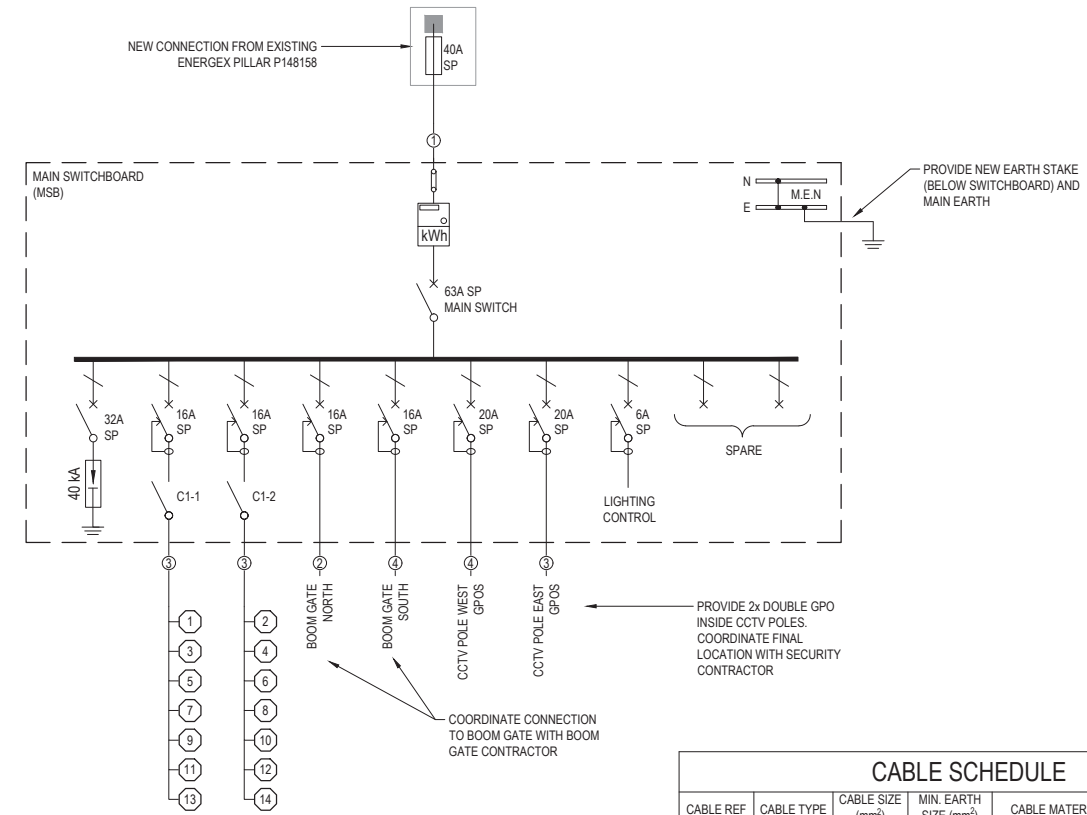 NEW CONNECTION FROM EXISTING
ENERGEX PILLAR P148158
40A
SP
1
MAIN SWITCHBOARD
(MSB)
N
M.E.N
E
PROVIDE NEW EARTH STAKE
(BELOW SWITCHBOARD) AND
MAIN EARTH
kWh
63A SP
MAIN SWITCH
32A
SP
16A
SP
16A
SP
16A
SP
16A
SP
20A
SP
20A
SP
6A
SP
SPARE
40 kA
C1-1
C1-2
LIGHTING
CONTROL
3
3
2
4
4
3
BOOM GATE
NORTH
BOOM GATE
SOUTH
CCTV POLE WEST
GPOS
CCTV POLE EAST
GPOS
PROVIDE 2x DOUBLE GPO
INSIDE CCTV POLES.
COORDINATE FINAL
LOCATION WITH SECURITY
CONTRACTOR
1
2
3
4
5
6
7
8
9
10
11
12
13
14
COORDINATE CONNECTION
TO BOOM GATE WITH BOOM
GATE CONTRACTOR
CABLE SCHEDULE
CABLE REF
CABLE TYPE
CABLE SIZE
MIN. EARTH